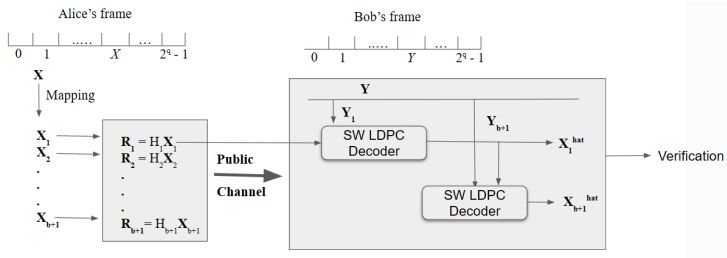 Alice's frame
Bob's frame
..... ...
0 1 X 2q - 1
..... ...
0 1 Y 2q - 1
X
Mapping
Y
X1
X2
.
.
.
Xb+1
R1 = H1X1
R2 = H2X2
.
.
.
Rb+1 = Hb+1Xb+1
Public
Channel
Y1
SW LDPC
Decoder
Yb+1
X1hat
SW LDPC
Decoder
Xb+1hat
Verification